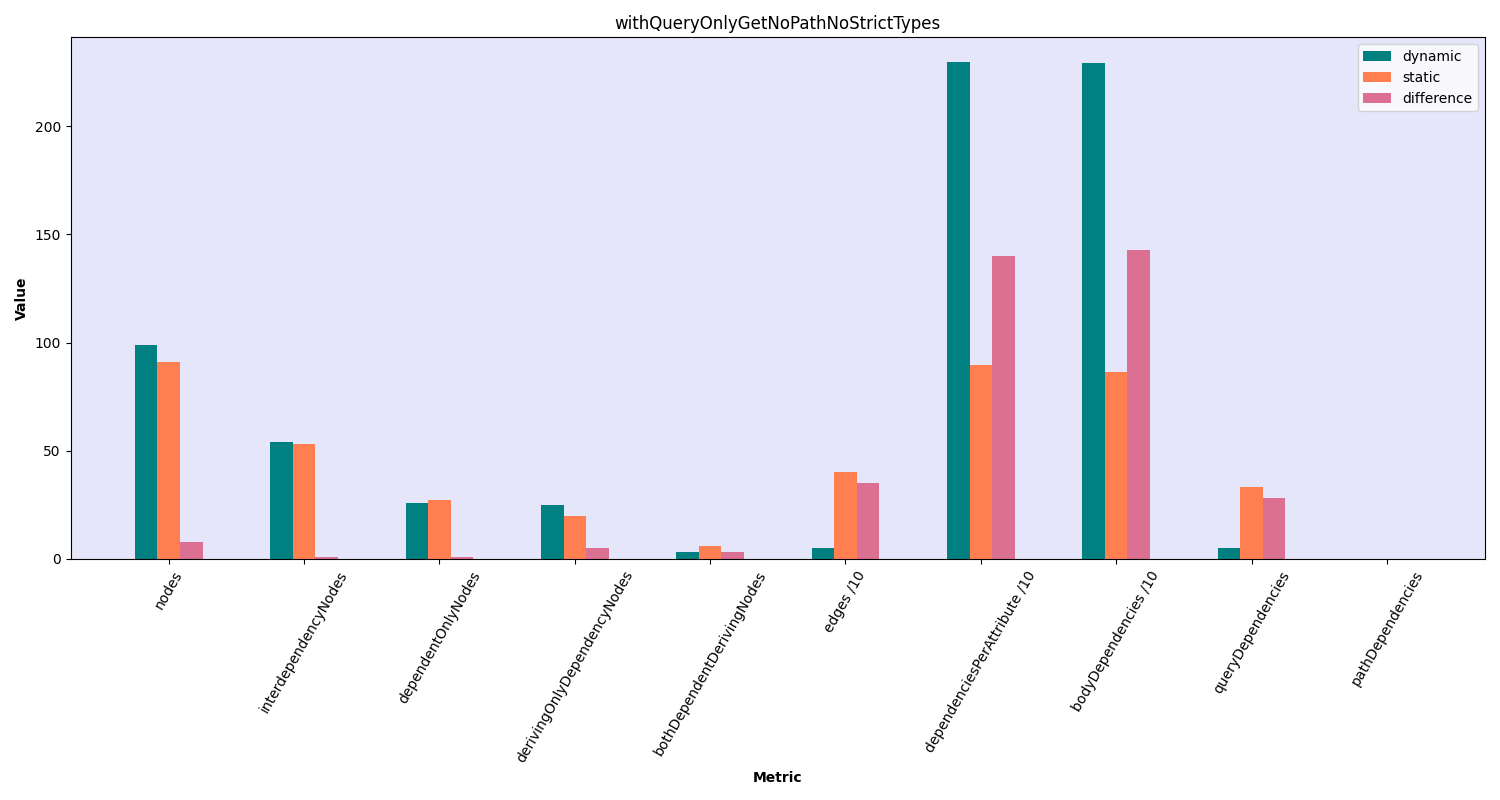 withQueryOnlyGetNoPathNoStrictTypes
dynamic
static
difference
Value
200
150
100
50
0
nodes
interdependencyNodes
dependentOnlyNodes
derivingOnlyDependencyNodes
bothDependentDerivingNodes
edges /10
dependenciesPerAttribute /10
bodyDependencies /10
queryDependencies
pathDependencies
Metric